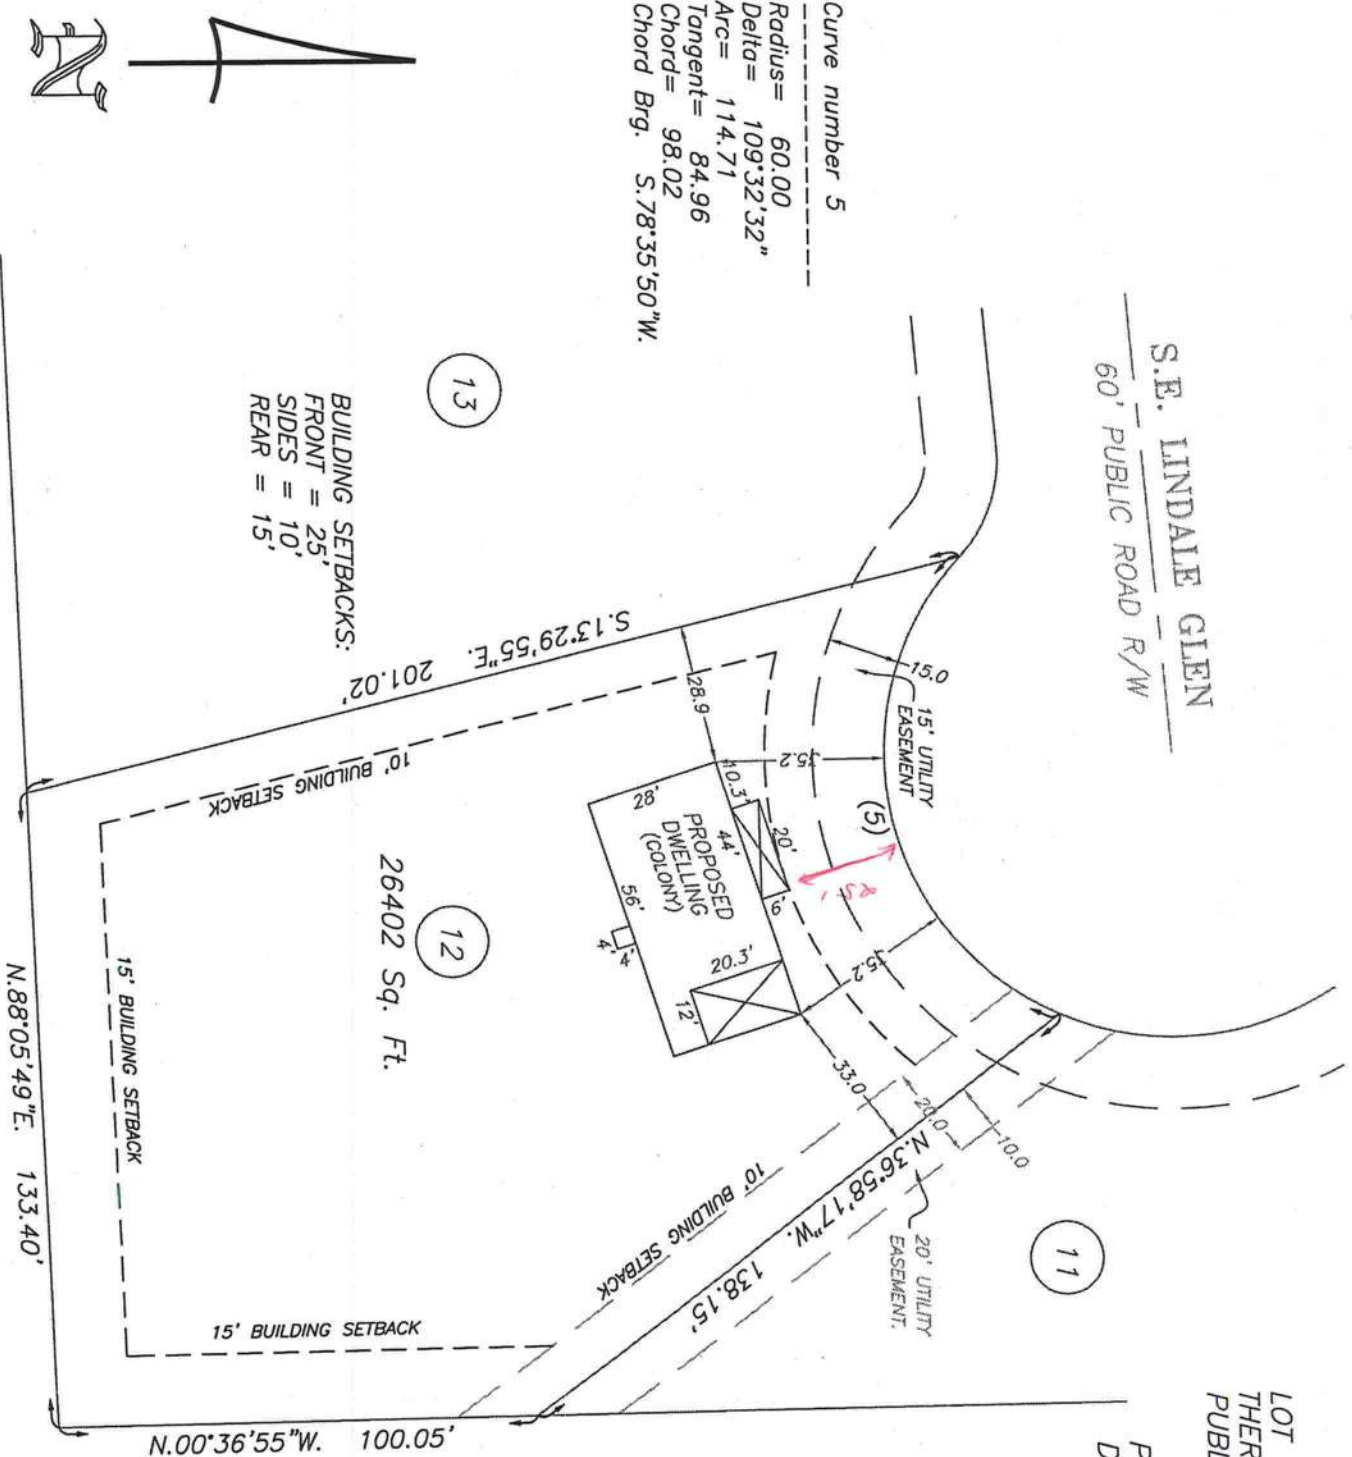 Curve number 5
Radius= 60.00
Delta= 109°32'32"
Arc= 114.71
Tangent= 84.96
Chord= 98.02
Chord Brg. S.78°35'50"W.
N
S.E. LINDALE GLEN
60' PUBLIC ROAD R/W
13
BUILDING SETBACKS:
FRONT = 25'
SIDES = 10'
REAR = 15'
S.13°29'55"E. 201.02'
10' BUILDING SETBACK
15.0
15' UTILITY
EASEMENT
(5)
28.9
35.2
25'
35.2
10.3'
20'
6'
44'
28'
PROPOSED
DWELLING
(COLONY)
56'
4'
4'
20.3'
12'
33.0
20.0
10.0
12
26402 Sq. Ft.
N.36°58'17"W. 138.15'
10' BUILDING SETBACK
20' UTILITY
EASEMENT.
11
15' BUILDING SETBACK
15' BUILDING SETBACK
N.88°05'49"E. 133.40'
N.00°36'55"W. 100.05'
LOT
THER
PUBL